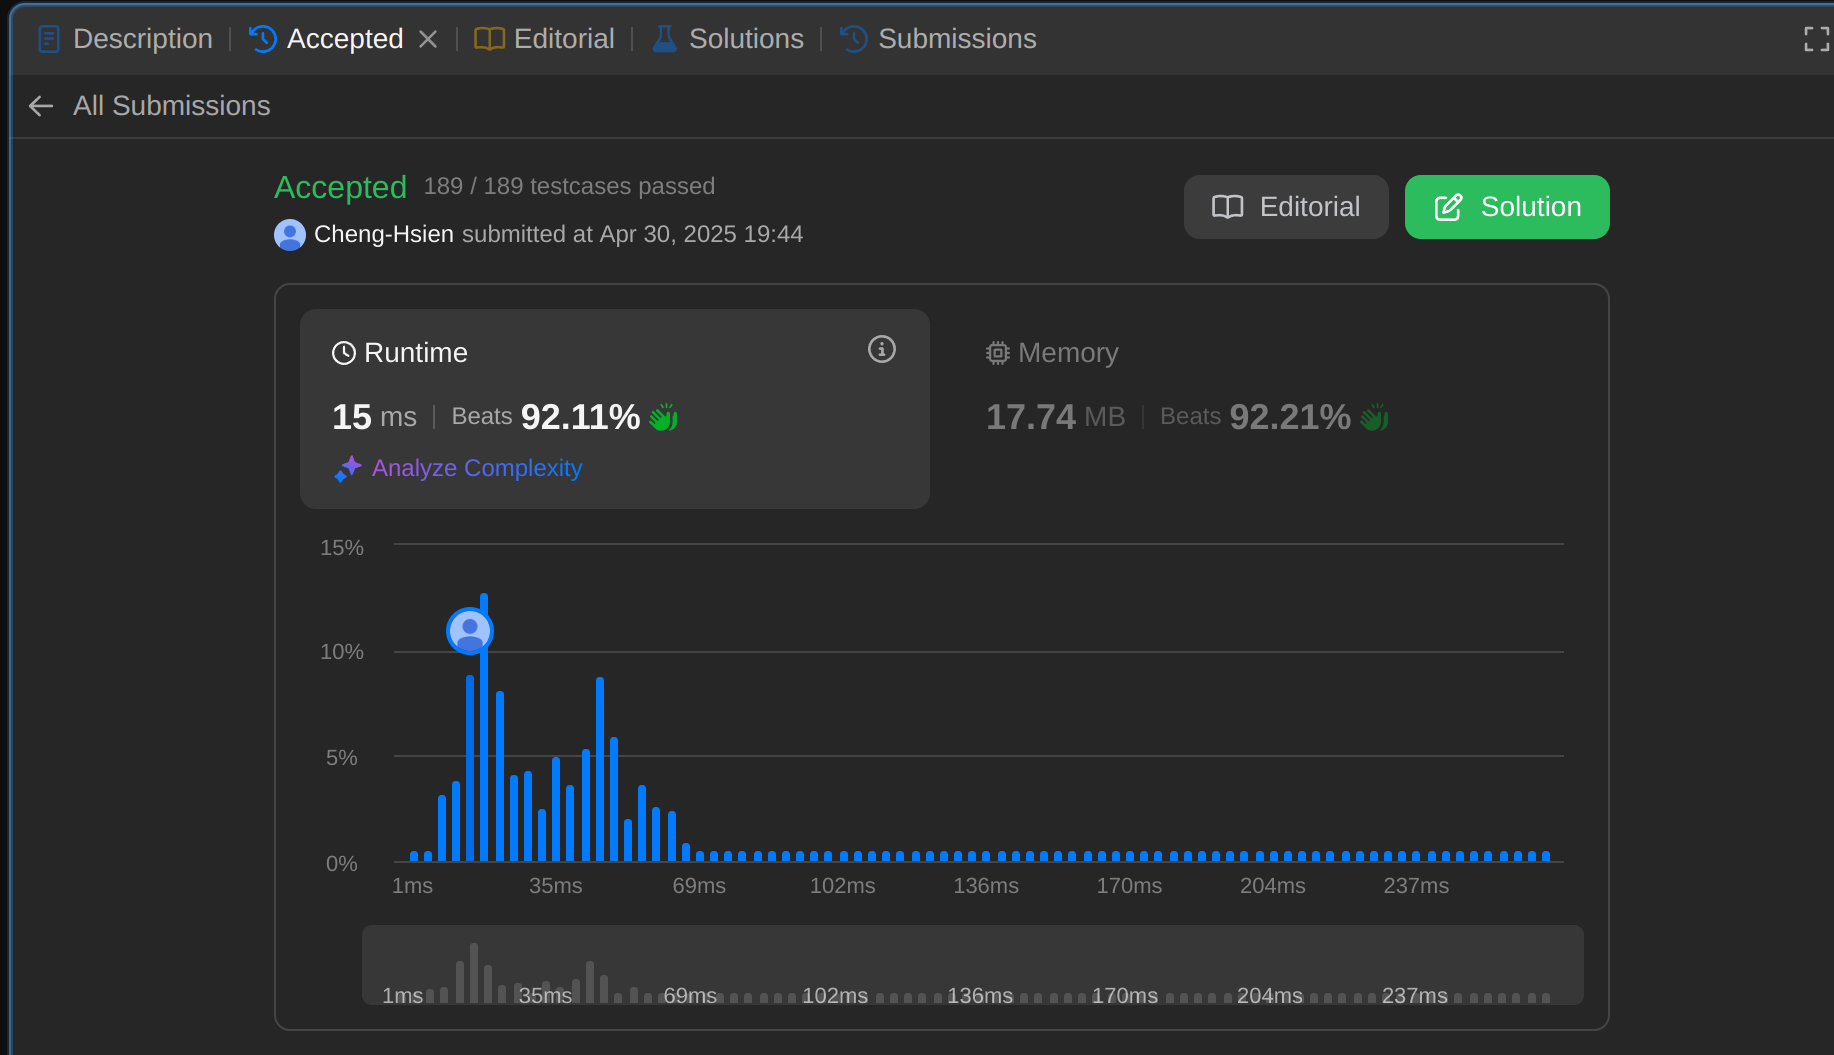 Description | Accepted | Editorial | Solutions | Submissions
All Submissions
Accepted 189 / 189 testcases passed
Cheng-Hsien submitted at Apr 30, 2025 19:44
Editorial
Solution
Runtime
15 ms | Beats 92.11%
Analyze Complexity
Memory
17.74 MB | Beats 92.21%
15%
10%
5%
0%
1ms 35ms 69ms 102ms 136ms 170ms 204ms 237ms
1ms 35ms 69ms 102ms 136ms 170ms 204ms 237ms